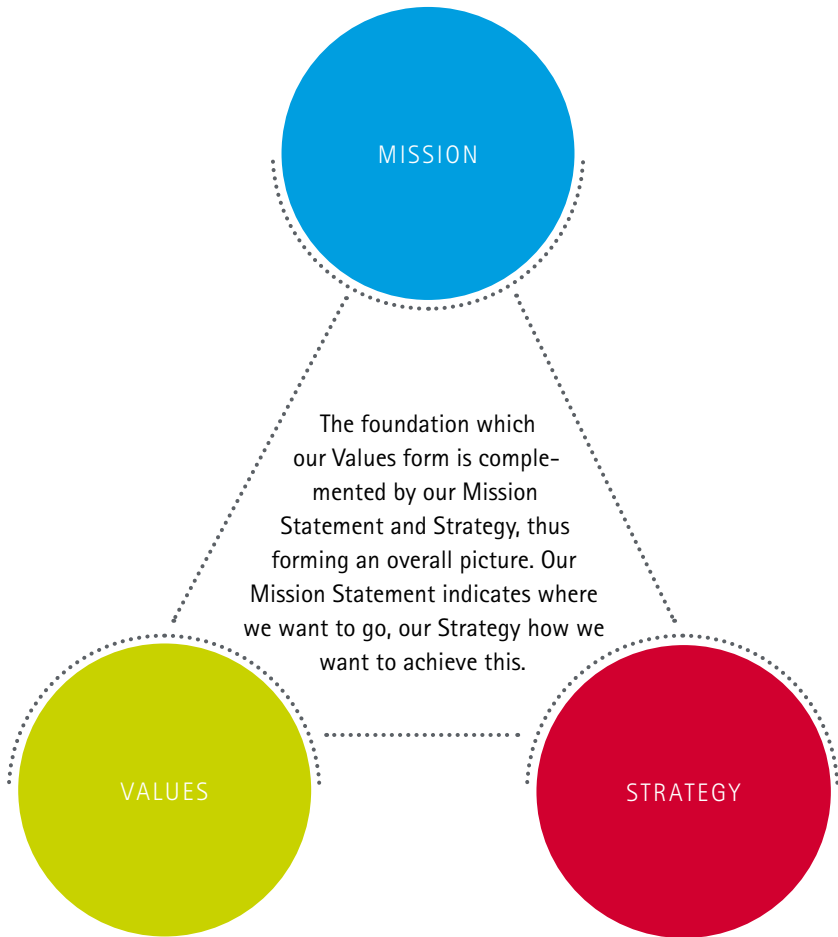 MISSION
The foundation which
our Values form is comple-
mented by our Mission
Statement and Strategy, thus
forming an overall picture. Our
Mission Statement indicates where
we want to go, our Strategy how we
want to achieve this.
VALUES
STRATEGY